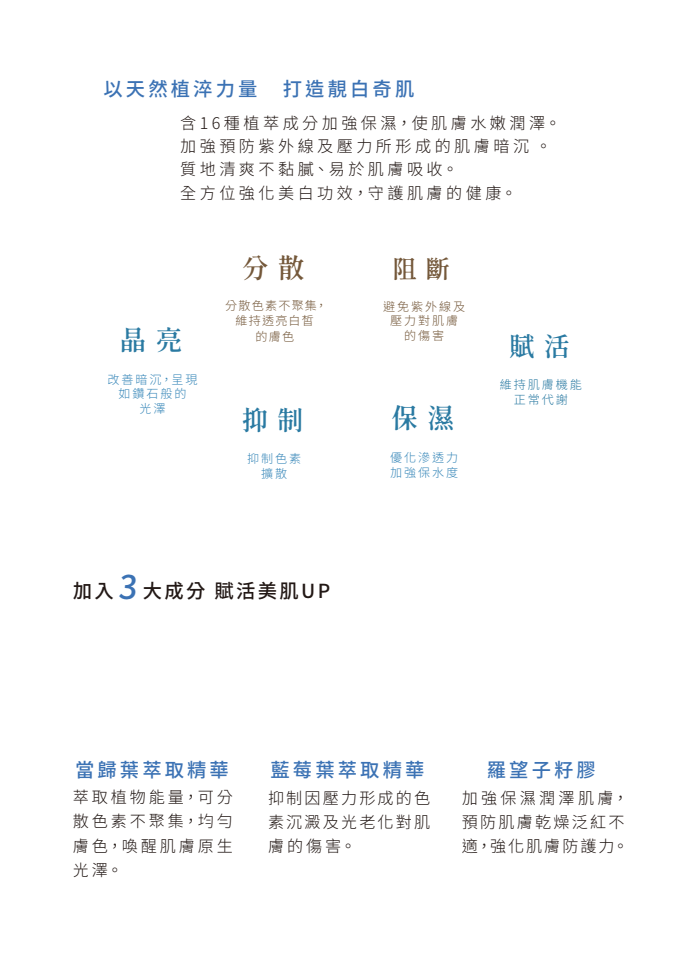 以天然植淬力量　打造靚白奇肌
含16種植萃成分加強保濕，使肌膚水嫩潤澤。
加強預防紫外線及壓力所形成的肌膚暗沉 。
質地清爽不黏膩、易於肌膚吸收。
全方位強化美白功效，守護肌膚的健康。
分散
分散色素不聚集，
維持透亮白皙
的膚色
阻斷
避免紫外線及
壓力對肌膚
的傷害
晶亮
改善暗沉，呈現
如鑽石般的
光澤
賦活
維持肌膚機能
正常代謝
抑制
抑制色素
擴散
保濕
優化滲透力
加強保水度
加入3大成分 賦活美肌UP
當歸葉萃取精華
萃取植物能量，可分
散色素不聚集，均勻
膚色，喚醒肌膚原生
光澤。
藍莓葉萃取精華
抑制因壓力形成的色
素沉澱及光老化對肌
膚的傷害。
羅望子籽膠
加強保濕潤澤肌膚，
預防肌膚乾燥泛紅不
適，強化肌膚防護力。